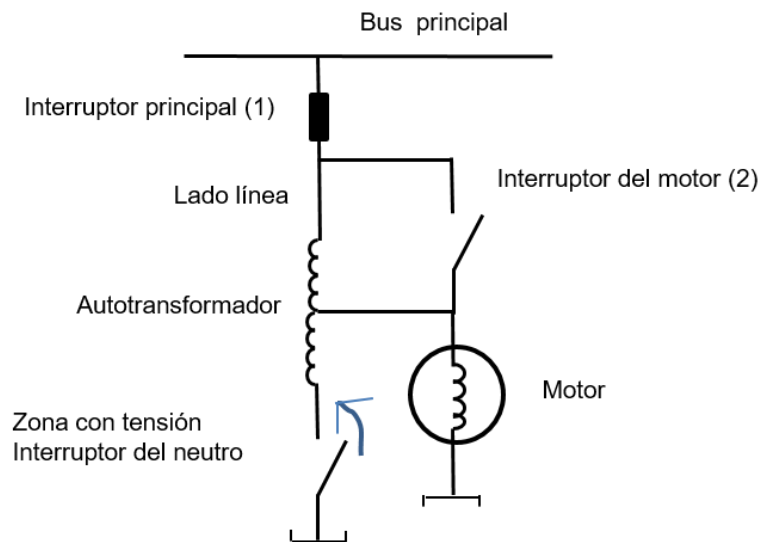 Bus principal
Interruptor principal (1)
Interruptor del motor (2)
Lado línea
Autotransformador
Motor
Zona con tensión
Interruptor del neutro